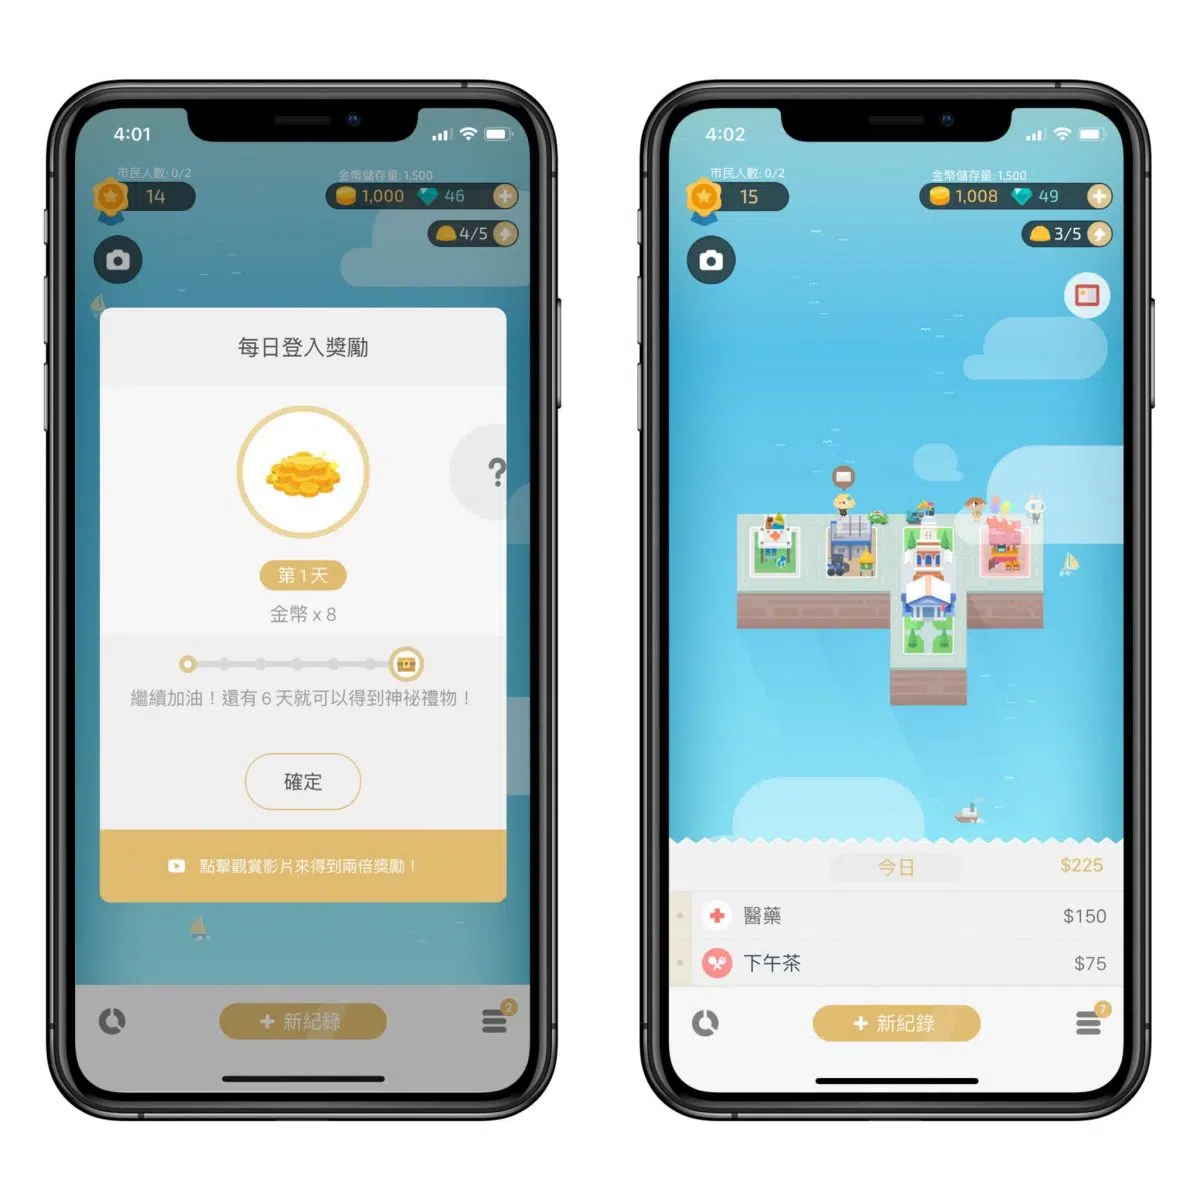 4:01
市民人數: 0/2
14
金幣儲存量: 1,500
1,000
46
4/5
每日登入獎勵
?
第1天
金幣 x 8
繼續加油！還有 6 天就可以得到神祕禮物！
確定
點擊觀賞影片來得到兩倍獎勵！
+ 新紀錄
2
4:02
市民人數: 0/2
15
金幣儲存量: 1,500
1,008
49
3/5
今日
$225
醫藥
$150
下午茶
$75
+ 新紀錄
7